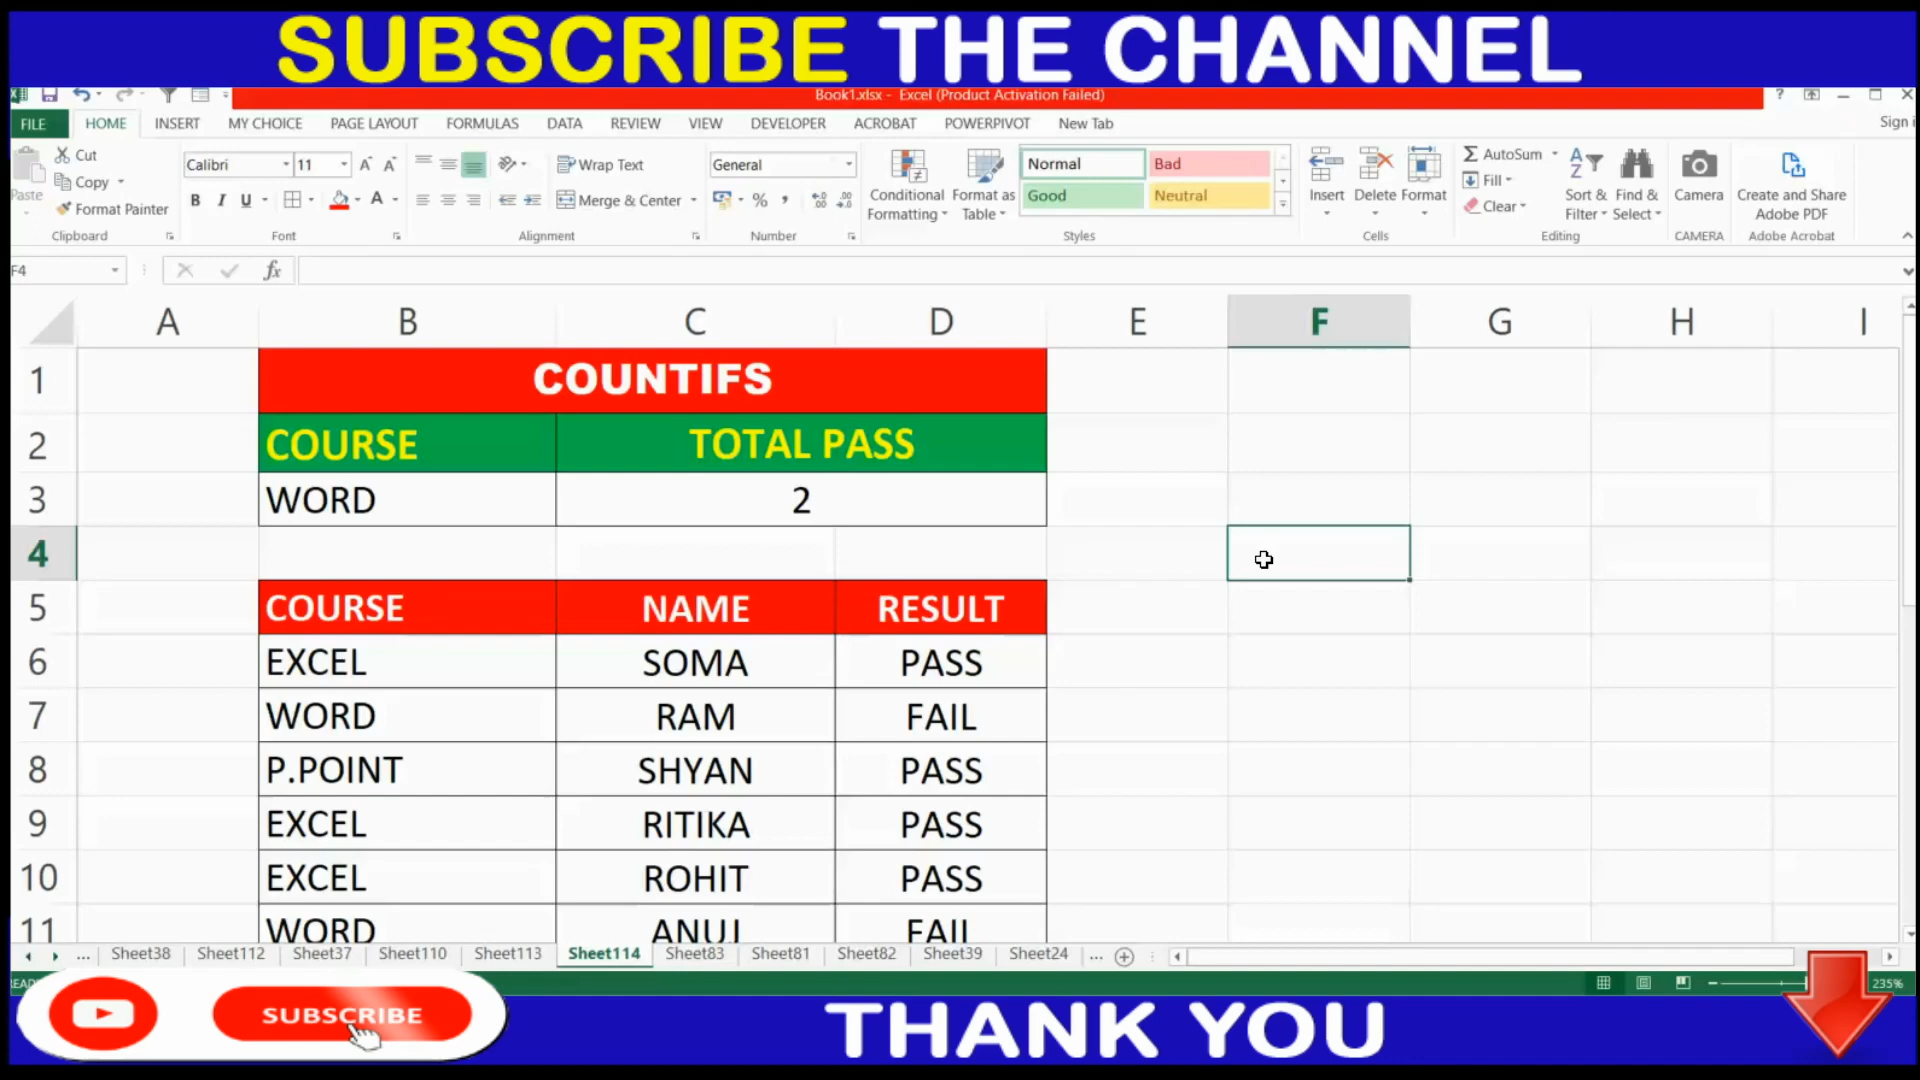 SUBSCRIBE THE CHANNEL
Book1.xlsx - Excel (Product Activation Failed)
FILE HOME INSERT MY CHOICE PAGE LAYOUT FORMULAS DATA REVIEW VIEW DEVELOPER ACROBAT POWERPIVOT New Tab
Sign i
Paste
Cut
Copy
Format Painter
Clipboard
Calibri 11
B I U
Font
Wrap Text
Merge & Center
Alignment
General
Number
Conditional Formatting
Format as Table
Normal Bad
Good Neutral
Styles
Insert Delete Format
Cells
AutoSum
Fill
Clear
Sort & Filter
Find & Select
Editing
Camera
CAMERA
Create and Share Adobe PDF
Adobe Acrobat
F4
fx
A B C D E F G H I
1 COUNTIFS
2 COURSE TOTAL PASS
3 WORD 2
4
5 COURSE NAME RESULT
6 EXCEL SOMA PASS
7 WORD RAM FAIL
8 P.POINT SHYAN PASS
9 EXCEL RITIKA PASS
10 EXCEL ROHIT PASS
11 WORD ANUJ FAIL
... Sheet38 Sheet112 Sheet37 Sheet110 Sheet113 Sheet114 Sheet83 Sheet81 Sheet82 Sheet39 Sheet24 ...
235%
SUBSCRIBE
THANK YOU